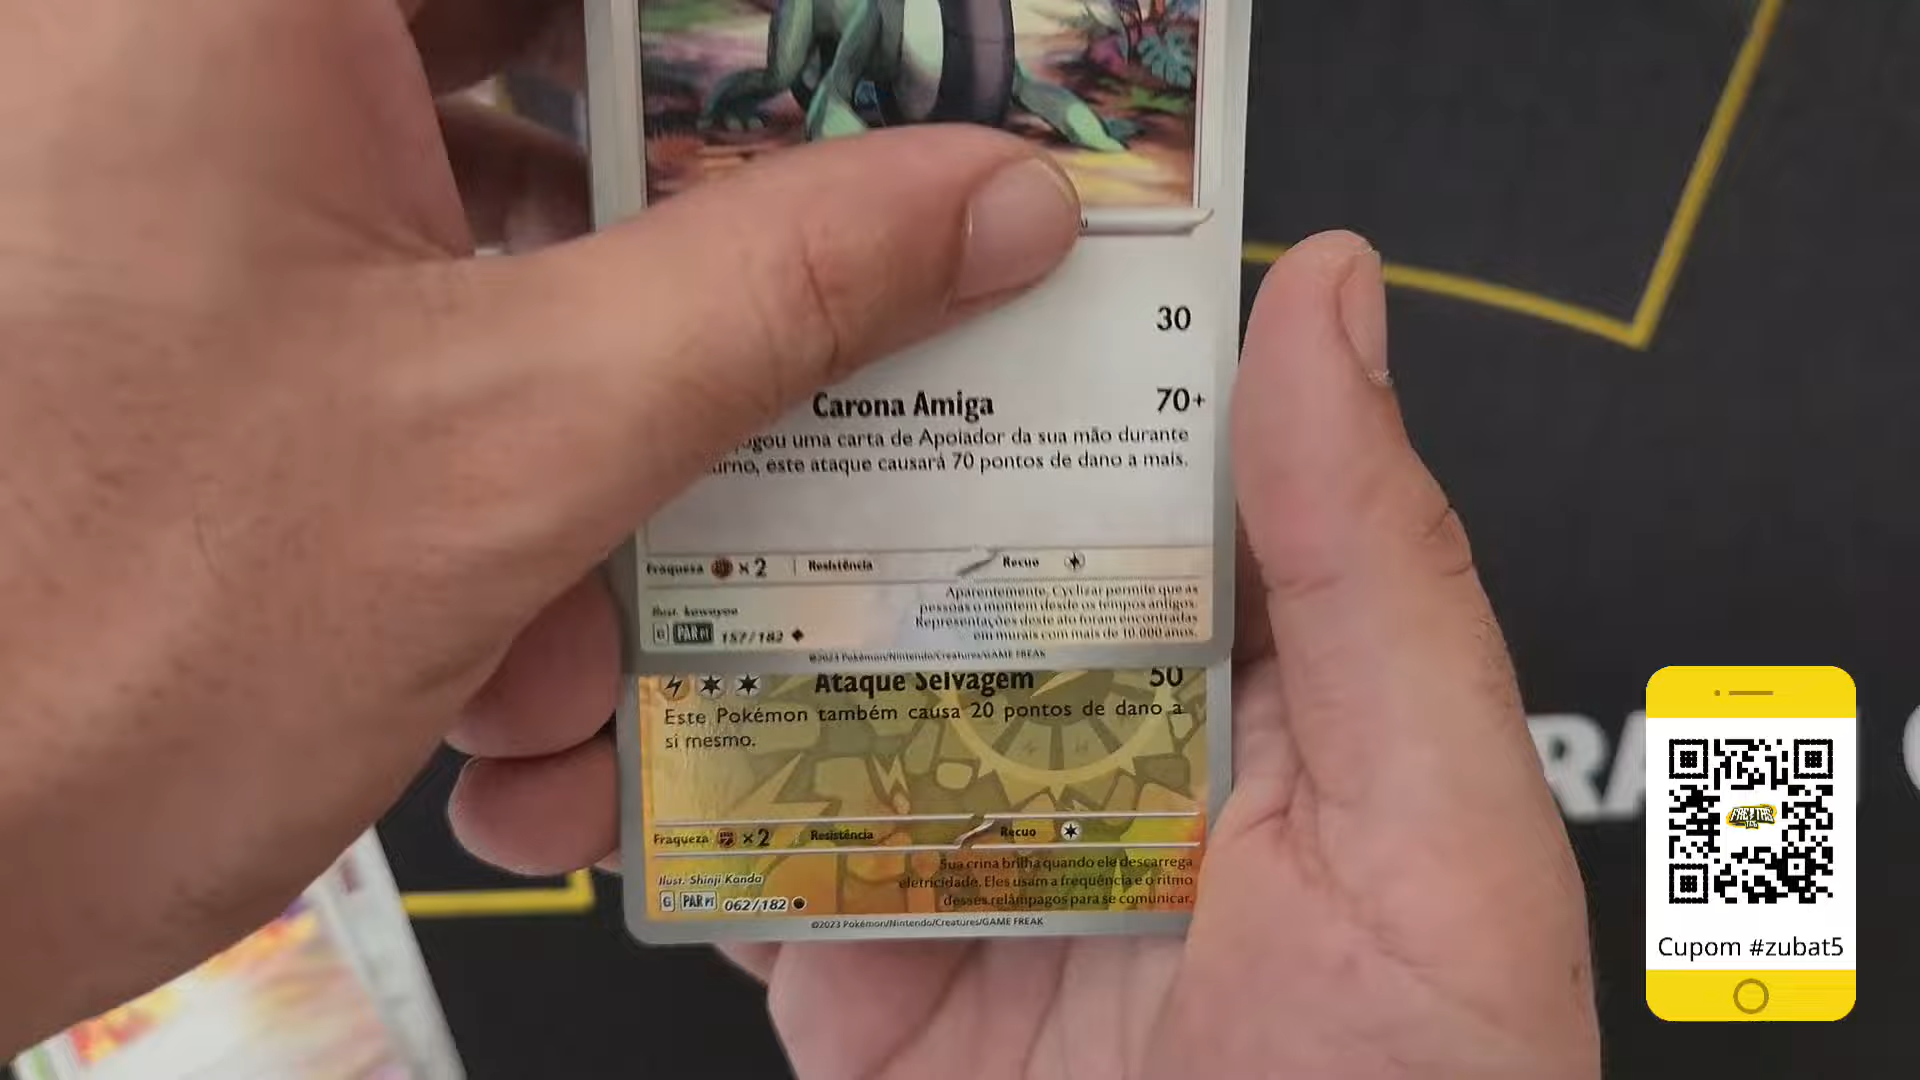 30
Carona Amiga 70+
uma carta de Apoiador da sua mão durante
este ataque causará 70 pontos de dano a mais.
Fraqueza ×2 Resistência Recuo
Aparentemente, Cyclizar permite que as
pessoas o montem desde os tempos antigos.
Representações deste ato foram encontradas
em murais com mais de 10.000 anos.
Ilust. kawayoo
G PAR PT 157/182
©2023 Pokémon/Nintendo/Creatures/GAME FREAK
Ataque Selvagem 50
Este Pokémon também causa 20 pontos de dano a
si mesmo.
Fraqueza ×2 Resistência Recuo
Sua crina brilha quando ele descarrega
eletricidade. Eles usam a frequência e o ritmo
desses relâmpagos para se comunicar.
Ilust. Shinji Kanda
G PAR PT 062/182
©2023 Pokémon/Nintendo/Creatures/GAME FREAK
Cupom #zubat5